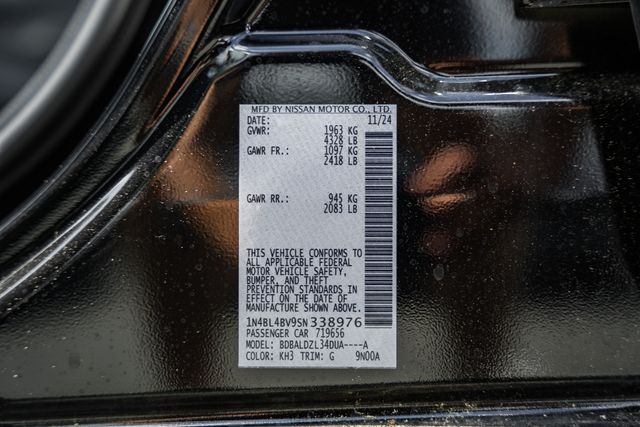 MFD BY NISSAN MOTOR CO., LTD.
DATE: 11/24
GVWR: 1963 KG
4328 LB
GAWR FR.: 1097 KG
2418 LB
GAWR RR.: 945 KG
2083 LB
THIS VEHICLE CONFORMS TO
ALL APPLICABLE FEDERAL
MOTOR VEHICLE SAFETY,
BUMPER, AND THEFT
PREVENTION STANDARDS IN
EFFECT ON THE DATE OF
MANUFACTURE SHOWN ABOVE.
1N4BL4BV9SN338976
PASSENGER CAR 719656
MODEL: BDBALDZL34DUA----A
COLOR: KH3 TRIM: G 9N00A